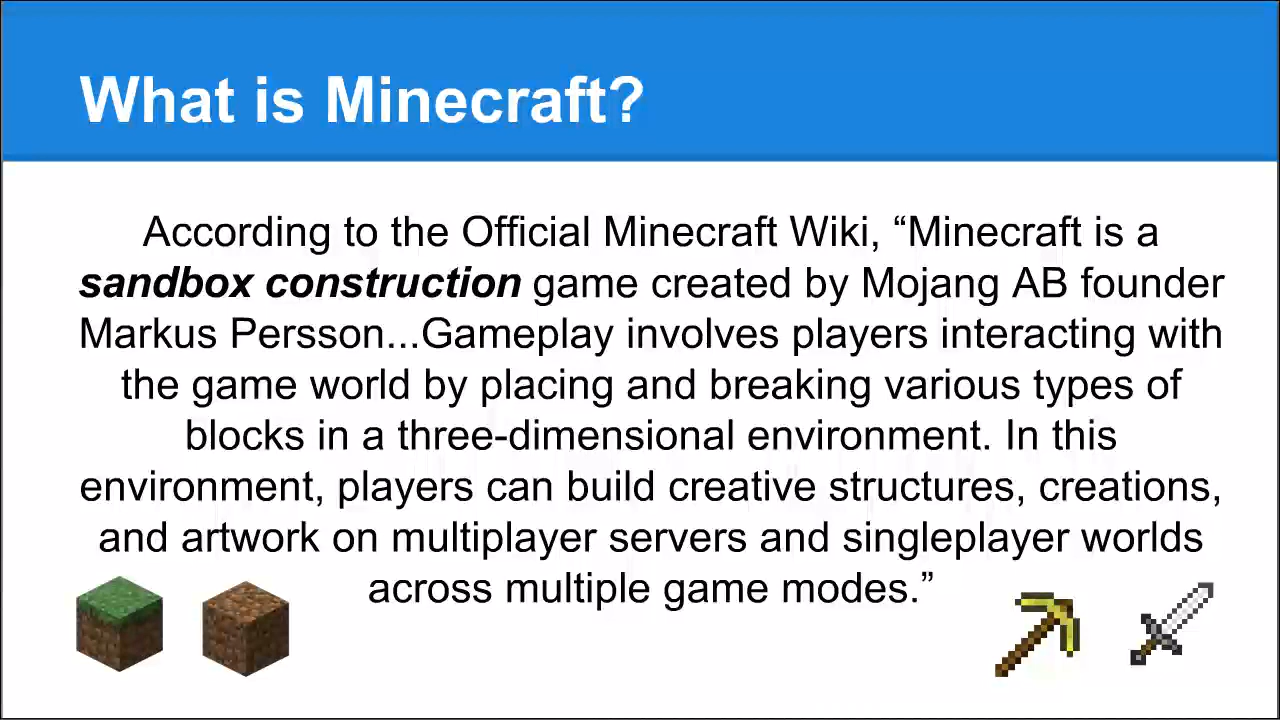 What is Minecraft?
According to the Official Minecraft Wiki, “Minecraft is a
sandbox construction game created by Mojang AB founder
Markus Persson...Gameplay involves players interacting with
the game world by placing and breaking various types of
blocks in a three-dimensional environment. In this
environment, players can build creative structures, creations,
and artwork on multiplayer servers and singleplayer worlds
across multiple game modes.”